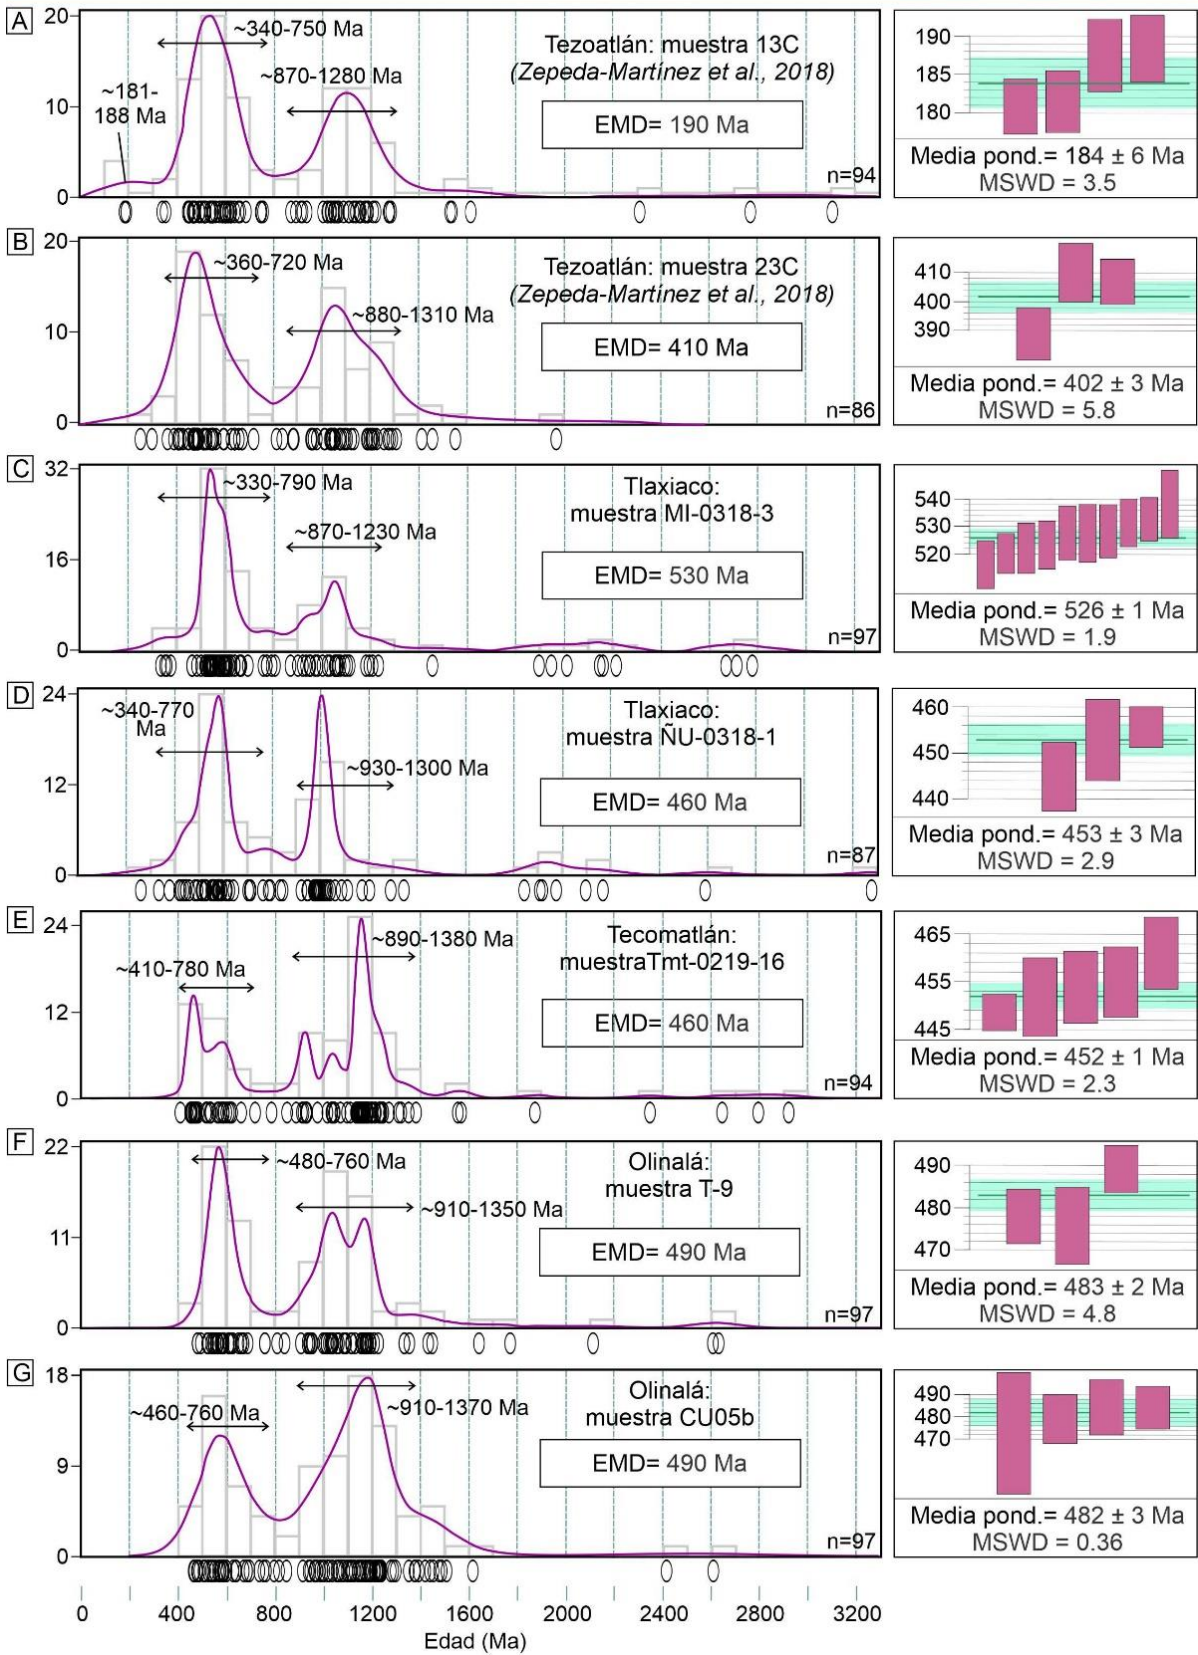 A
20
10
0
~340-750 Ma
~870-1280 Ma
~181-
188 Ma
Tezoatlán: muestra 13C
(Zepeda-Martínez et al., 2018)
EMD= 190 Ma
n=94
190
185
180
Media pond.= 184 ± 6 Ma
MSWD = 3.5
B
20
10
0
~360-720 Ma
~880-1310 Ma
Tezoatlán: muestra 23C
(Zepeda-Martínez et al., 2018)
EMD= 410 Ma
n=86
410
400
390
Media pond.= 402 ± 3 Ma
MSWD = 5.8
C
32
16
0
~330-790 Ma
~870-1230 Ma
Tlaxiaco:
muestra MI-0318-3
EMD= 530 Ma
n=97
540
530
520
Media pond.= 526 ± 1 Ma
MSWD = 1.9
D
24
12
0
~340-770
Ma
~930-1300 Ma
Tlaxiaco:
muestra ÑU-0318-1
EMD= 460 Ma
n=87
460
450
440
Media pond.= 453 ± 3 Ma
MSWD = 2.9
E
24
12
0
~410-780 Ma
~890-1380 Ma
Tecomatlán:
muestraTmt-0219-16
EMD= 460 Ma
n=94
465
455
445
Media pond.= 452 ± 1 Ma
MSWD = 2.3
F
22
11
0
~480-760 Ma
~910-1350 Ma
Olinalá:
muestra T-9
EMD= 490 Ma
n=97
490
480
470
Media pond.= 483 ± 2 Ma
MSWD = 4.8
G
18
9
0
~460-760 Ma
~910-1370 Ma
Olinalá:
muestra CU05b
EMD= 490 Ma
n=97
490
480
470
Media pond.= 482 ± 3 Ma
MSWD = 0.36
0 400 800 1200 1600 2000 2400 2800 3200
Edad (Ma)